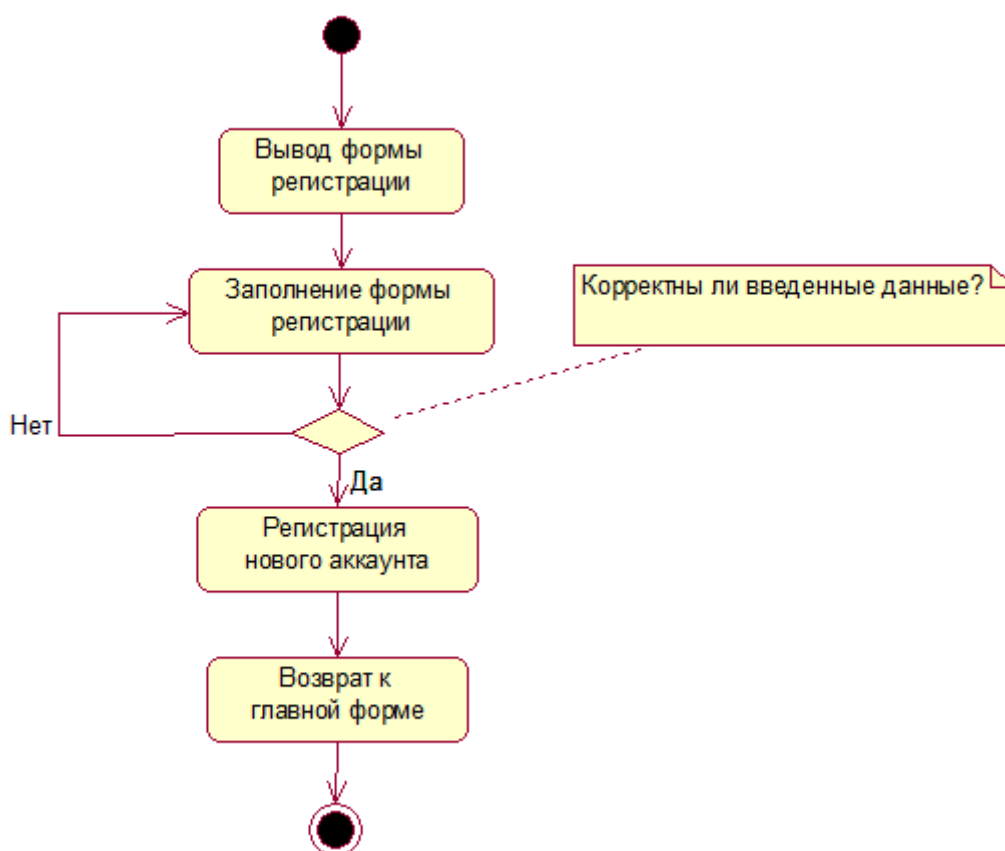 Вывод формы
регистрации
Заполнение формы
регистрации
Корректны ли введенные данные?
Нет
Да
Регистрация
нового аккаунта
Возврат к
главной форме